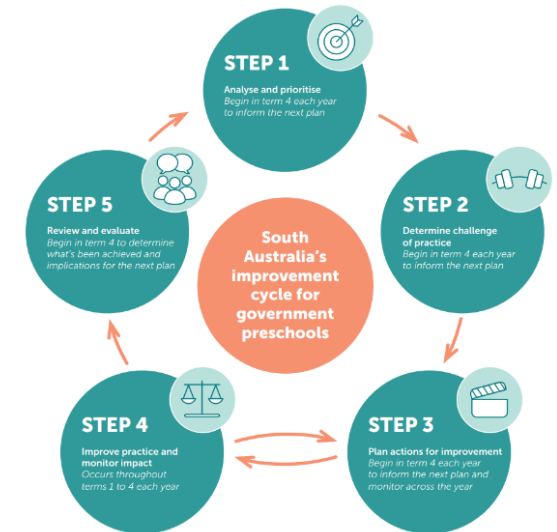 STEP 1
Analyse and prioritise
Begin in term 4 each year
to inform the next plan
STEP 2
Determine challenge
of practice
Begin in term 4 each year
to inform the next plan
STEP 3
Plan actions for improvement
Begin in term 4 each year
to inform the next plan and
monitor across the year
STEP 4
Improve practice and
monitor impact
Occurs throughout
terms 1 to 4 each year
STEP 5
Review and evaluate
Begin in term 4 to determine
what's been achieved and
implications for the next plan
South
Australia's
improvement
cycle for
government
preschools